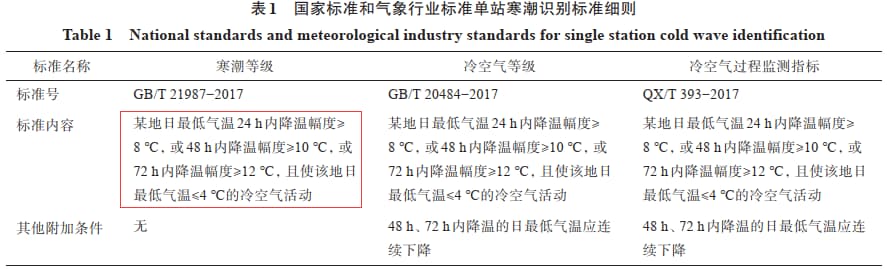 表1 国家标准和气象行业标准单站寒潮识别标准细则
Table 1 National standards and meteorological industry standards for single station cold wave identification
标准名称 寒潮等级 冷空气等级 冷空气过程监测指标
标准号 GB/T 21987–2017 GB/T 20484–2017 QX/T 393–2017
标准内容 某地日最低气温24 h内降温幅度≥ 某地日最低气温24 h内降温幅度≥ 某地日最低气温24 h内降温幅度≥
8 ℃, 或48 h内降温幅度≥10 ℃, 或 8 ℃, 或48 h内降温幅度≥10 ℃, 或 8 ℃, 或48 h内降温幅度≥10 ℃, 或
72 h内降温幅度≥12 ℃, 且使该地日 72 h内降温幅度≥12 ℃, 且使该地日 72 h内降温幅度≥12 ℃, 且使该地日
最低气温≤4 ℃的冷空气活动 最低气温≤4 ℃的冷空气活动 最低气温≤4 ℃的冷空气活动
其他附加条件 无 48 h、72 h内降温的日最低气温应连 48 h、72 h内降温的日最低气温应连
续下降 续下降